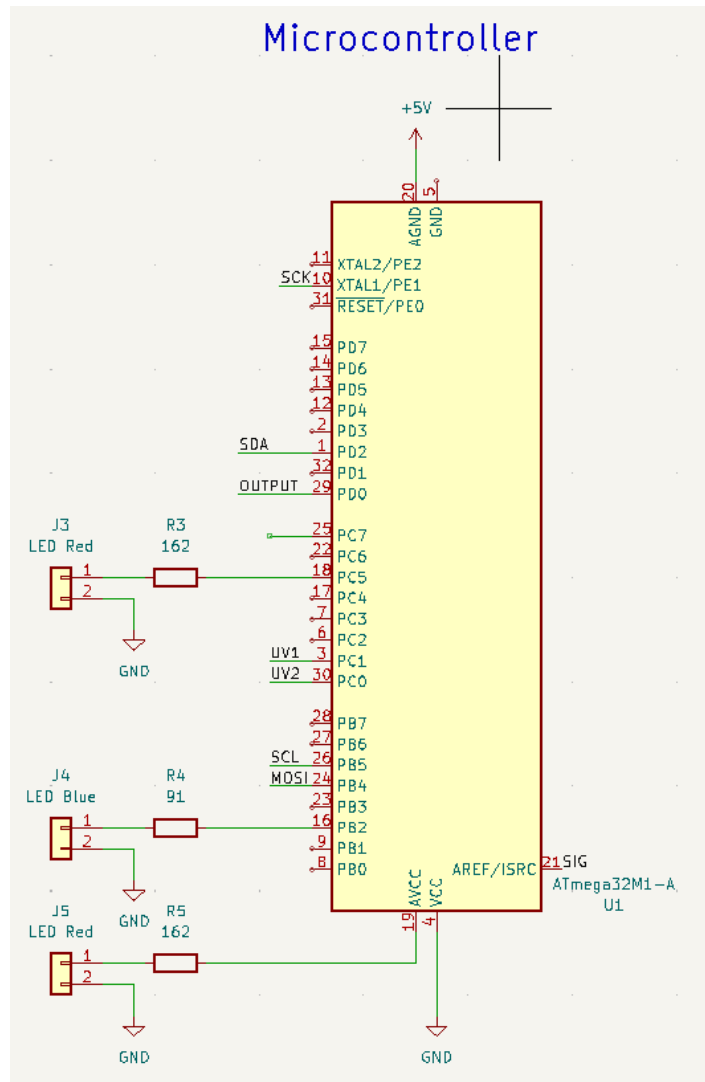 Microcontroller
+5V
20
5
AGND
GND
11 XTAL2/PE2
SCK 10 XTAL1/PE1
31 RESET/PE0
15 PD7
14 PD6
13 PD5
12 PD4
2 PD3
SDA 1 PD2
32 PD1
OUTPUT 29 PD0
25 PC7
22 PC6
J3
LED Red
R3
162
1
2
GND
18 PC5
17 PC4
7 PC3
6 PC2
UV1 3 PC1
UV2 30 PC0
28 PB7
27 PB6
SCL 26 PB5
MOSI 24 PB4
23 PB3
J4
LED Blue
R4
91
1
2
GND
16 PB2
9 PB1
8 PB0
AREF/ISRC 21 SIG
ATmega32M1-A
U1
AVCC
VCC
19
4
J5
LED Red
R5
162
1
2
GND
GND